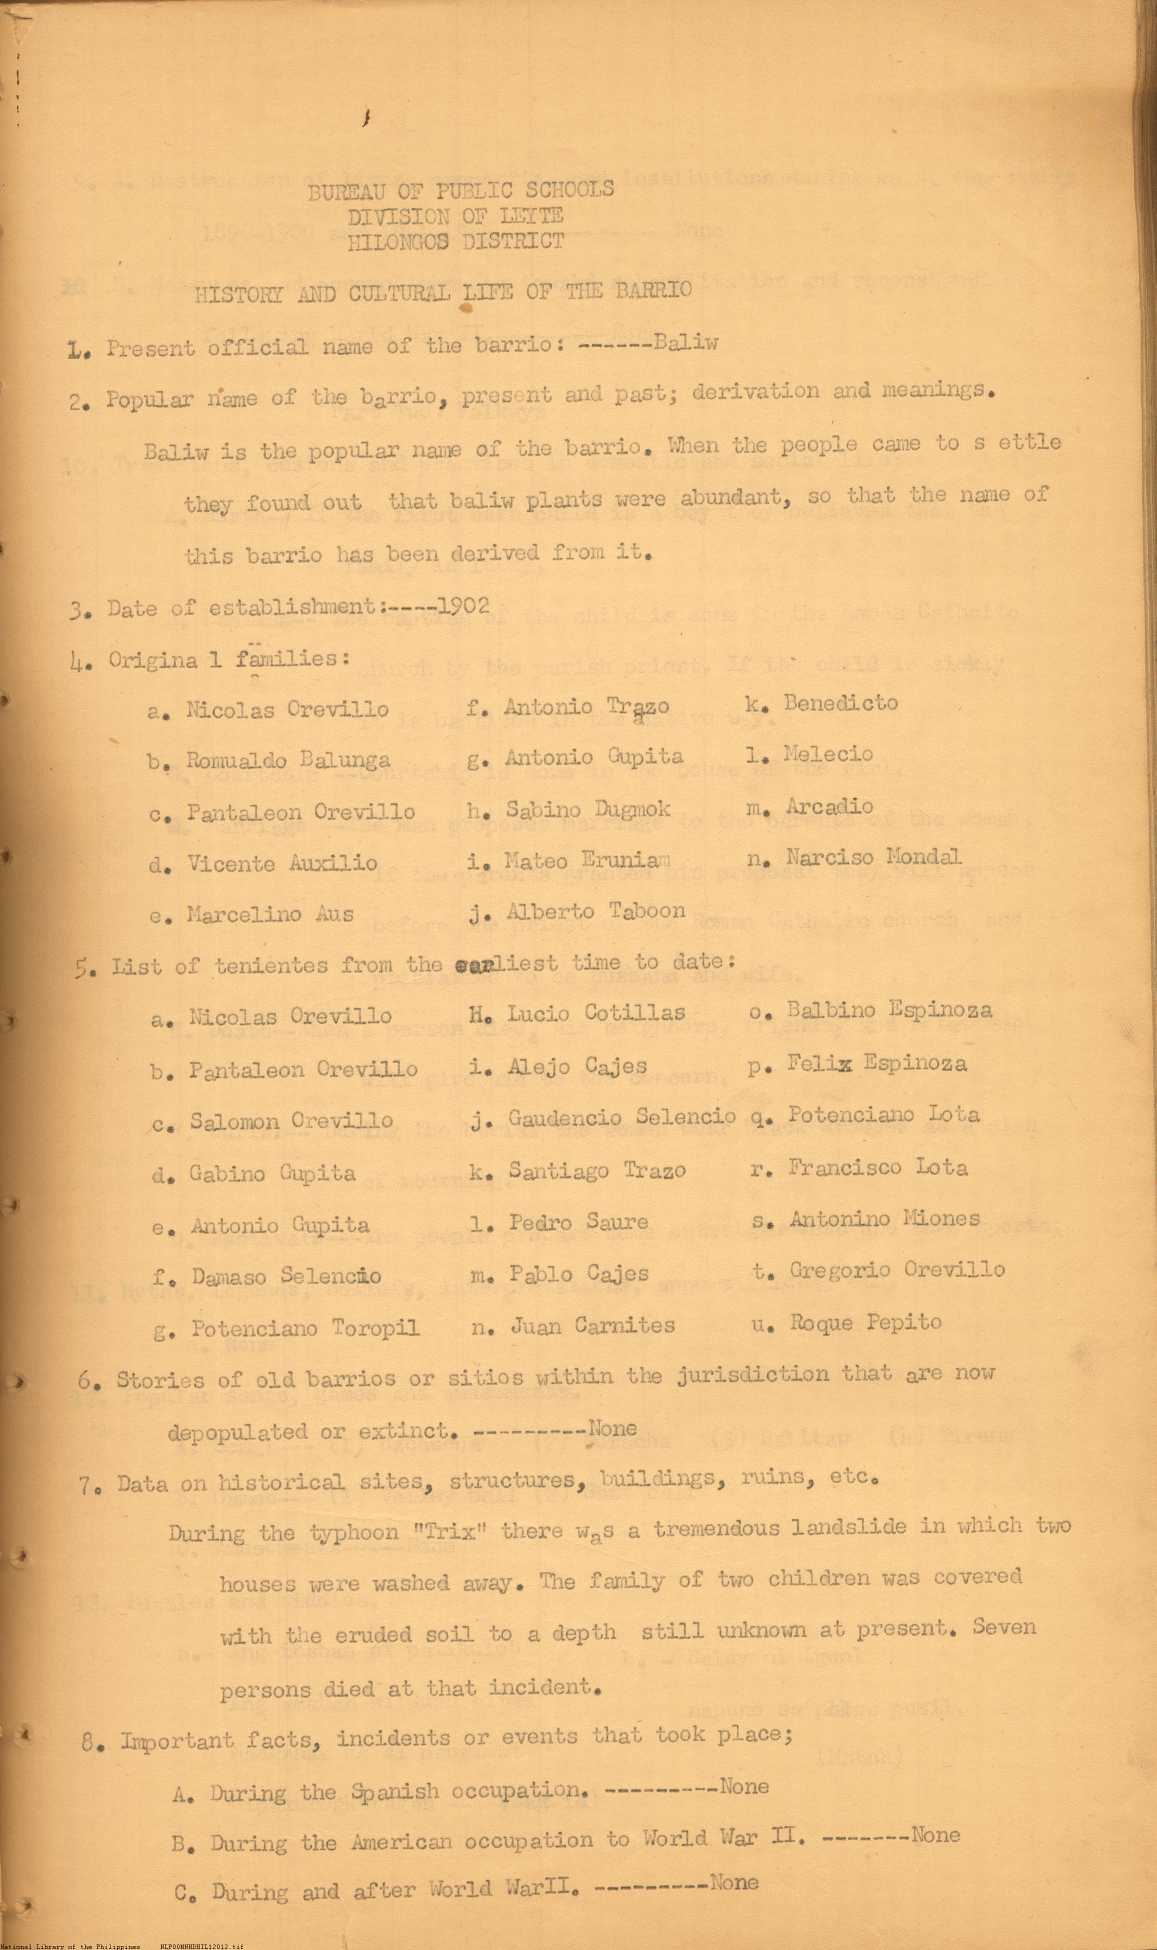 BUREAU OF PUBLIC SCHOOLS
DIVISION OF LEYTE
HILONGOS DISTRICT
HISTORY AND CULTURAL LIFE OF THE BARRIO
1. Present official name of the barrio: ------Baliw
2. Popular name of the barrio, present and past; derivation and meanings.
Baliw is the popular name of the barrio. When the people came to s ettle
they found out that baliw plants were abundant, so that the name of
this barrio has been derived from it.
3. Date of establishment:----1902
4. Origina l families:
a. Nicolas Orevillo f. Antonio Trazo k. Benedicto
b. Romualdo Balunga g. Antonio Gupita l. Melecio
c. Pantaleon Orevillo h. Sabino Dugmok m. Arcadio
d. Vicente Auxilio i. Mateo Eruniam n. Narciso Mondal
e. Marcelino Aus j. Alberto Taboon
5. List of tenientes from the earliest time to date:
a. Nicolas Orevillo H. Lucio Cotillas o. Balbino Espinoza
b. Pantaleon Orevillo i. Alejo Cajes p. Felix Espinoza
c. Salomon Orevillo j. Gaudencio Selencio q. Potenciano Lota
d. Gabino Gupita k. Santiago Trazo r. Francisco Lota
e. Antonio Gupita l. Pedro Saure s. Antonino Miones
f. Damaso Selencio m. Pablo Cajes t. Gregorio Orevillo
g. Potenciano Toropil n. Juan Carnites u. Roque Pepito
6. Stories of old barrios or sitios within the jurisdiction that are now
depopulated or extinct. ---------None
7. Data on historical sites, structures, buildings, ruins, etc.
During the typhoon "Trix" there was a tremendous landslide in which two
houses were washed away. The family of two children was covered
with the eruded soil to a depth still unknown at present. Seven
persons died at that incident.
8. Important facts, incidents or events that took place;
A. During the Spanish occupation. ---------None
B. During the American occupation to World War II. -------None
C. During and after World WarII. ---------None
National Library of the Philippines NLP00MNHDHIL12012.tif